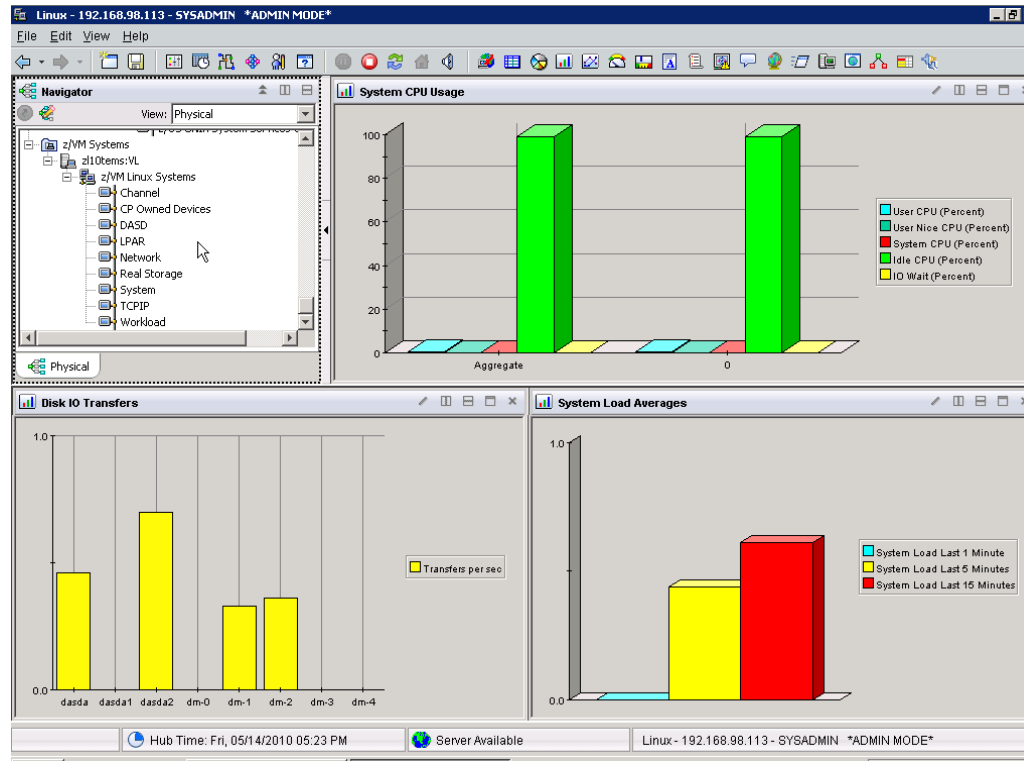 Linux - 192.168.98.113 - SYSADMIN *ADMIN MODE*
File Edit View Help
Navigator
View: Physical
z/VM Systems
zl10tems:VL
z/VM Linux Systems
Channel
CP Owned Devices
DASD
LPAR
Network
Real Storage
System
TCPIP
Workload
Physical
System CPU Usage
100
80
60
40
20
0
Aggregate 0
User CPU (Percent)
User Nice CPU (Percent)
System CPU (Percent)
Idle CPU (Percent)
IO Wait (Percent)
Disk IO Transfers
1.0
0.0
dasda dasda1 dasda2 dm-0 dm-1 dm-2 dm-3 dm-4
Transfers per sec
System Load Averages
1.0
0.0
System Load Last 1 Minute
System Load Last 5 Minutes
System Load Last 15 Minutes
Hub Time: Fri, 05/14/2010 05:23 PM Server Available Linux - 192.168.98.113 - SYSADMIN *ADMIN MODE*